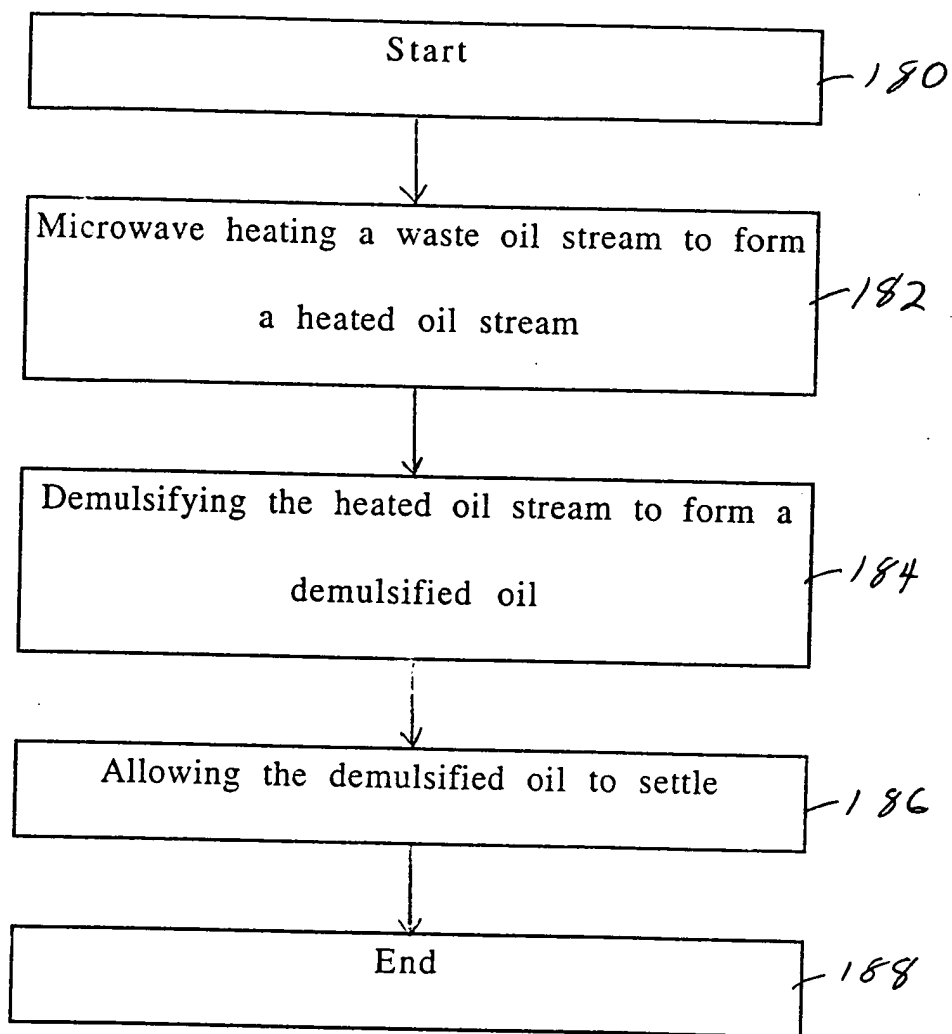 Start
180
Microwave heating a waste oil stream to form
a heated oil stream
182
Demulsifying the heated oil stream to form a
demulsified oil
184
Allowing the demulsified oil to settle
186
End
188